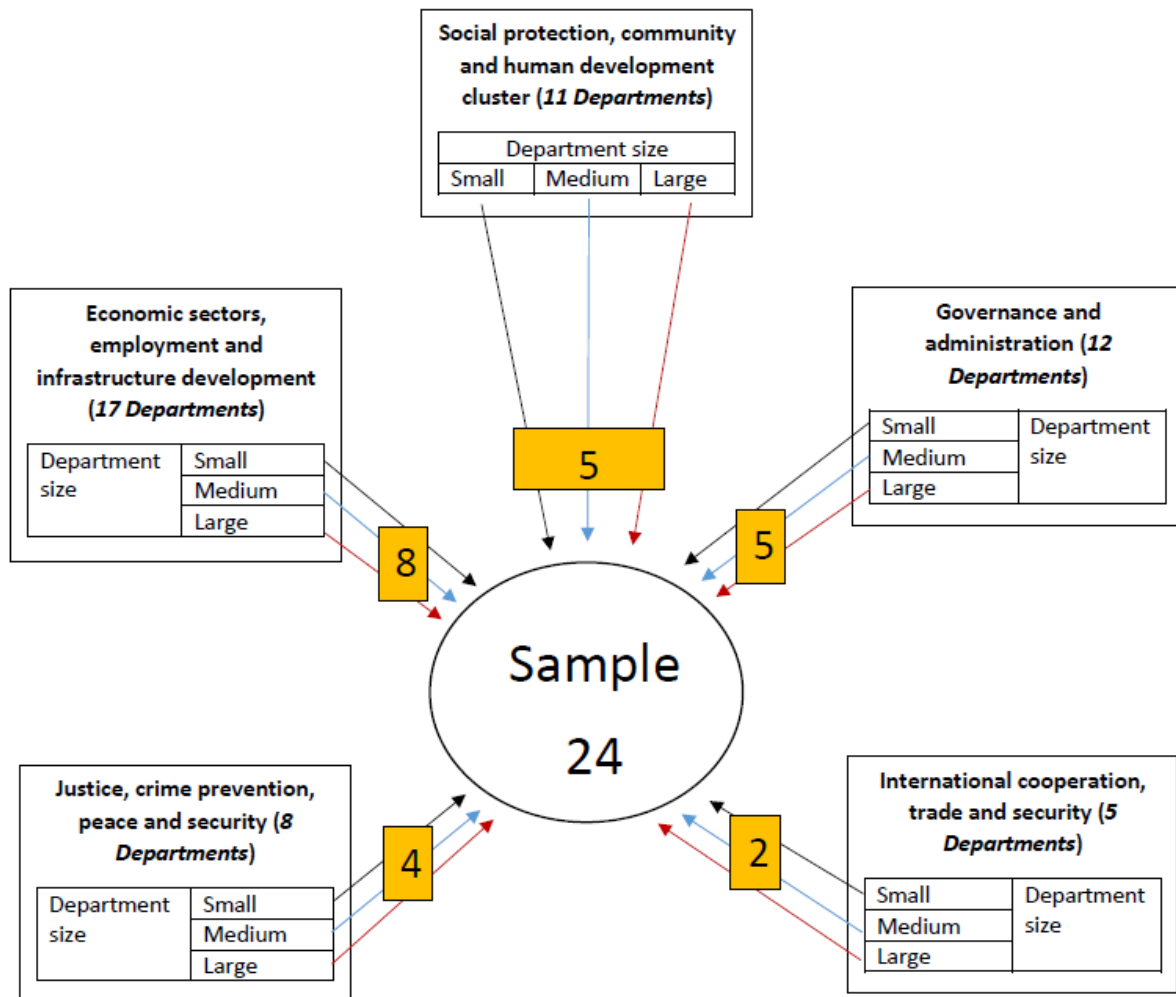 Social protection, community
and human development
cluster (11 Departments)
Department size
Small Medium Large
Economic sectors,
employment and
infrastructure development
(17 Departments)
Department
size
Small
Medium
Large
Governance and
administration (12
Departments)
Small
Medium
Large
Department
size
5
8
5
Sample
24
Justice, crime prevention,
peace and security (8
Departments)
Department
size
Small
Medium
Large
4
2
International cooperation,
trade and security (5
Departments)
Small
Medium
Large
Department
size